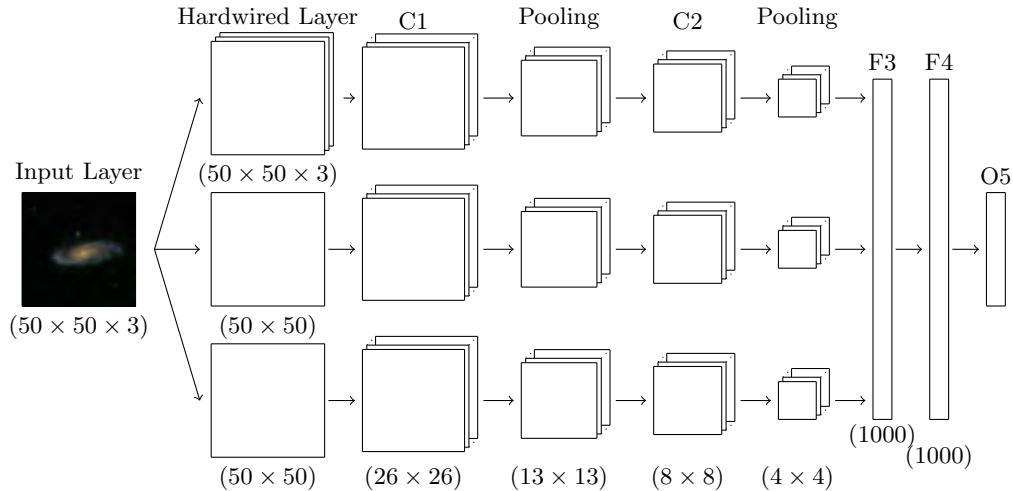 Hardwired Layer
C1
Pooling
C2
Pooling
F3
F4
(50 × 50 × 3)
Input Layer
O5
(50 × 50 × 3)
(50 × 50)
(1000)
(1000)
(50 × 50)
(26 × 26)
(13 × 13)
(8 × 8)
(4 × 4)